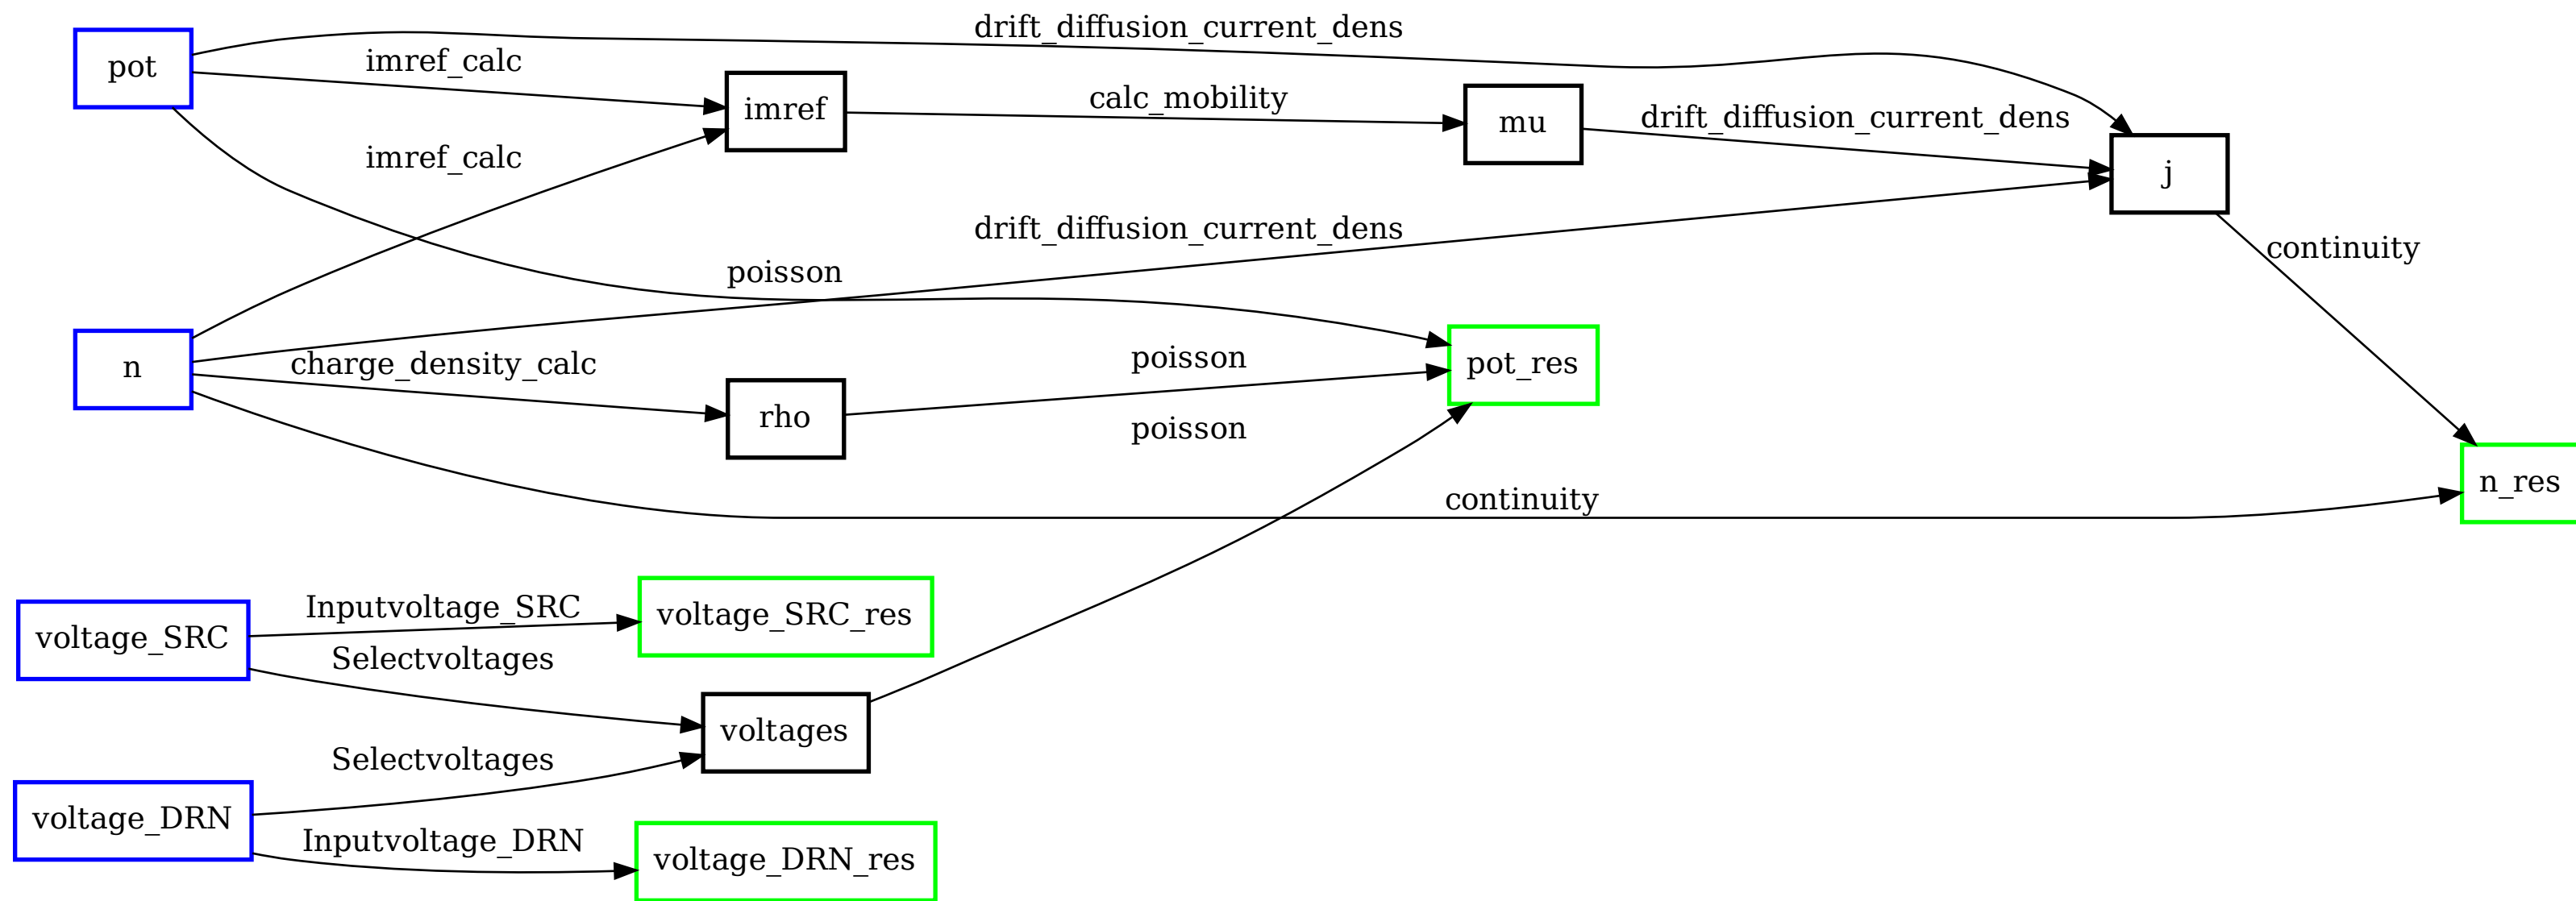 drift_diffusion_current_dens
pot
imref_calc
imref
calc_mobility
mu
drift_diffusion_current_dens
imref_calc
j
drift_diffusion_current_dens
continuity
poisson
n
charge_density_calc
poisson
pot_res
rho
poisson
continuity
n_res
voltage_SRC
Inputvoltage_SRC
voltage_SRC_res
Selectvoltages
voltages
Selectvoltages
voltage_DRN
Inputvoltage_DRN
voltage_DRN_res